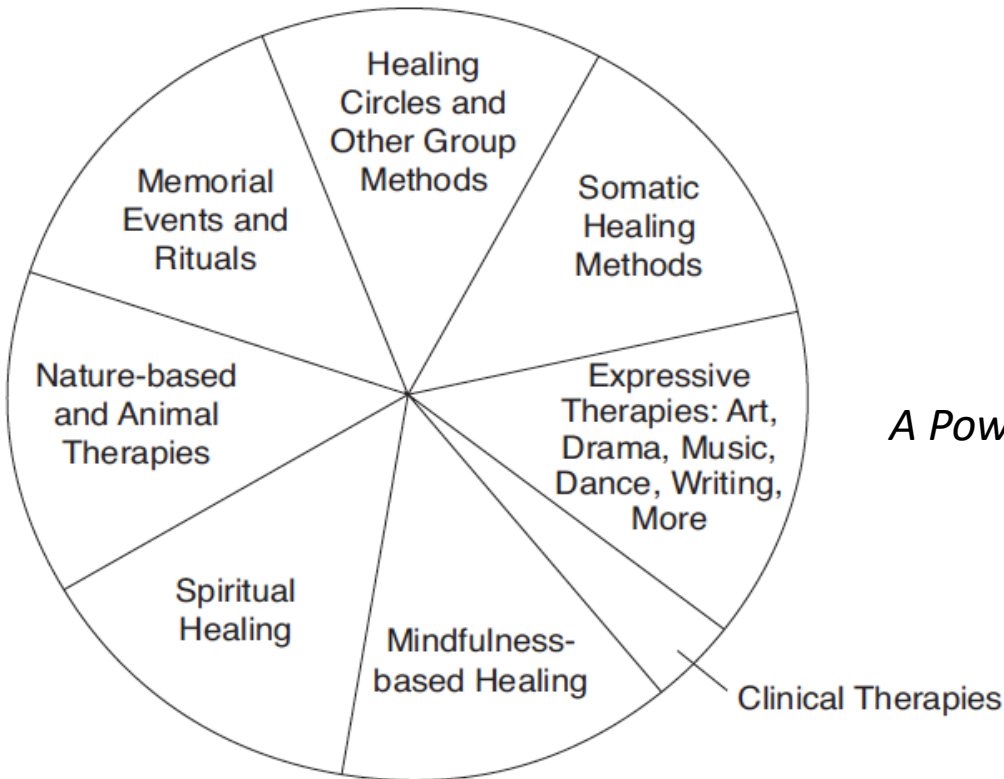 Healing
Circles and
Other Group
Methods
Somatic
Healing
Methods
Expressive
Therapies: Art,
Drama, Music,
Dance, Writing,
More
Clinical Therapies
Mindfulness-
based Healing
Spiritual
Healing
Nature-based
and Animal
Therapies
Memorial
Events and
Rituals
A Pow